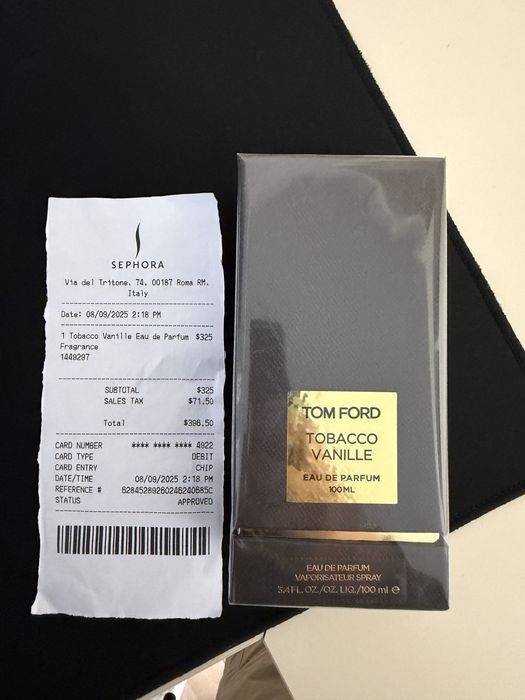 SEPHORA
Via del Tritone, 74, 00187 Roma RM,
Italy
Date: 08/09/2025 2:18 PM
1 Tobacco Vanille Eau de Parfum $325
Fragrance
1449297
SUBTOTAL $325
SALES TAX $71.50
Total $396.50
CARD NUMBER **** **** **** 4922
CARD TYPE DEBIT
CARD ENTRY CHIP
DATE/TIME 08/09/2025 2:18 PM
REFERENCE # 62845289260246240685C
STATUS APPROVED
TOM FORD
TOBACCO
VANILLE
EAU DE PARFUM
100ML
EAU DE PARFUM
VAPORISATEUR SPRAY
3.4 FL. OZ./OZ. LIQ./100 ml ℮